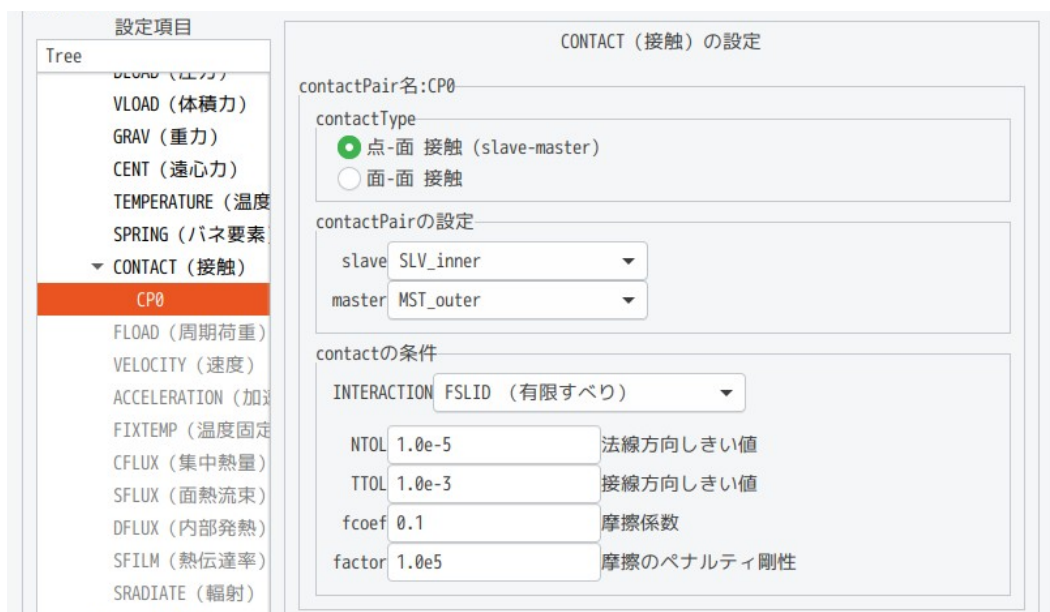 設定項目
Tree
DLOAD (圧力)
VLOAD (体積力)
GRAV (重力)
CENT (遠心力)
TEMPERATURE (温度
SPRING (バネ要素)
CONTACT (接触)
CP0
FLOAD (周期荷重)
VELOCITY (速度)
ACCELERATION (加速
FIXTEMP (温度固定
CFLUX (集中熱量)
SFLUX (面熱流束)
DFLUX (内部発熱)
SFILM (熱伝達率)
SRADIATE (輻射)
CONTACT (接触) の設定
contactPair名:CP0
contactType
点-面 接触 (slave-master)
面-面 接触
contactPairの設定
slave SLV_inner
master MST_outer
contactの条件
INTERACTION FSLID (有限すべり)
NTOL 1.0e-5 法線方向しきい値
TTOL 1.0e-3 接線方向しきい値
fcoef 0.1 摩擦係数
factor 1.0e5 摩擦のペナルティ剛性